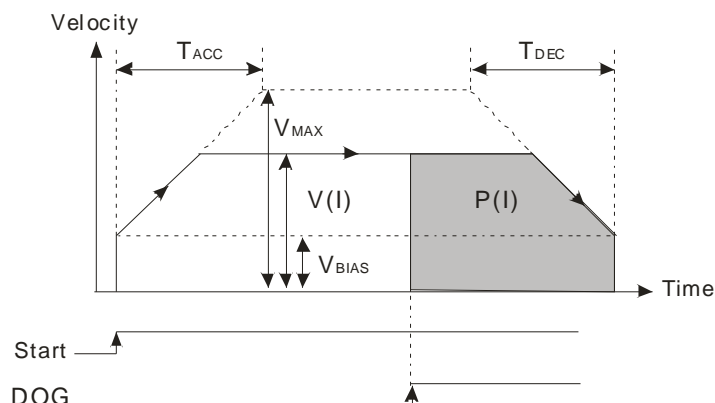 Velocity
TACC
TDEC
VMAX
V(I)
P(I)
VBIAS
Time
Start
DOG